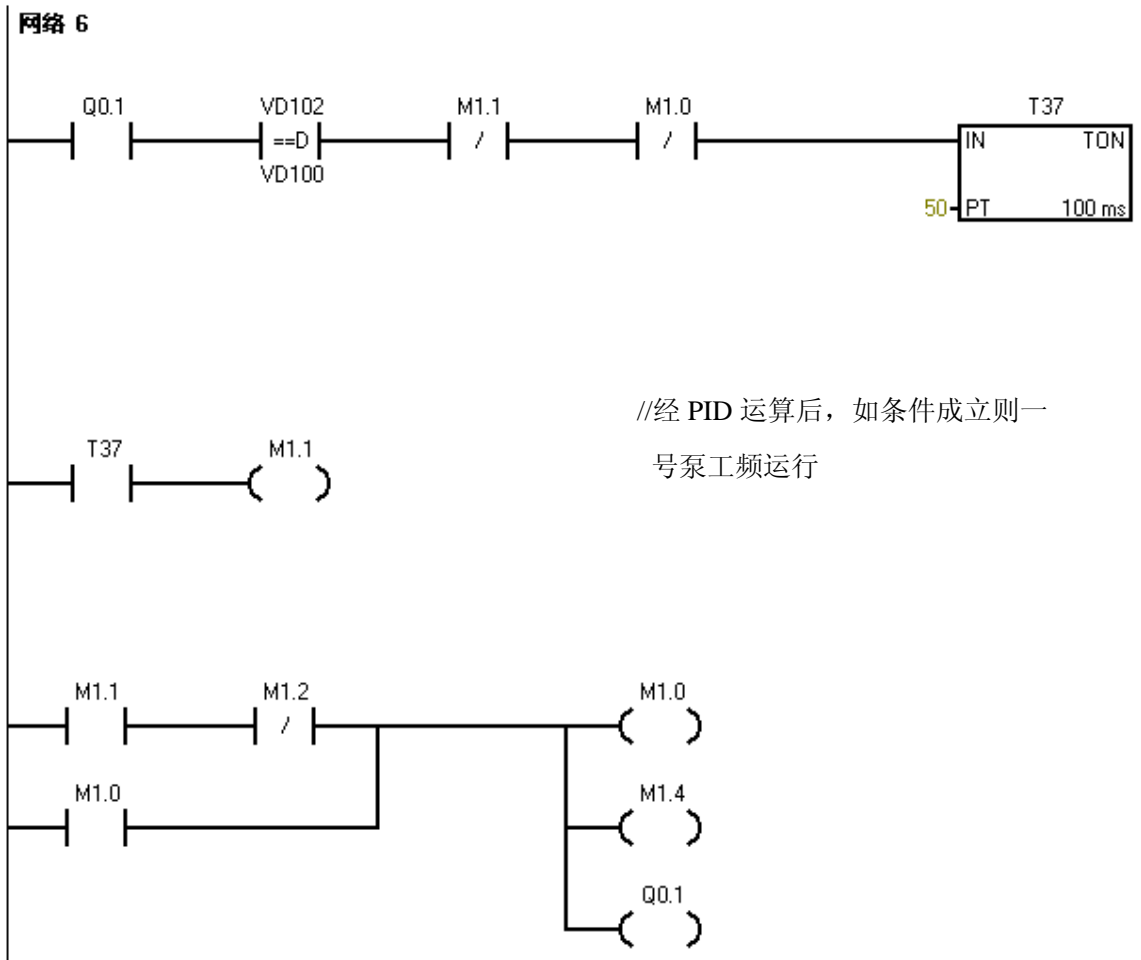 网络 6
Q0.1 VD102 M1.1 M1.0 T37
==D / / IN TON
VD100
50 PT 100 ms
//经 PID 运算后，如条件成立则一
号泵工频运行
T37 M1.1
M1.1 M1.2 M1.0
/
M1.0 M1.4
Q0.1